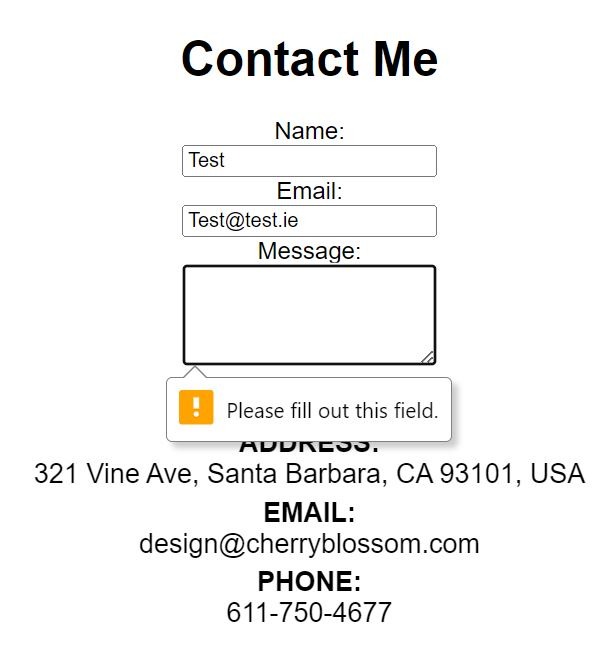 Contact Me
Name:
Test
Email:
Test@test.ie
Message:
Please fill out this field.
ADDRESS:
321 Vine Ave, Santa Barbara, CA 93101, USA
EMAIL:
design@cherryblossom.com
PHONE:
611-750-4677